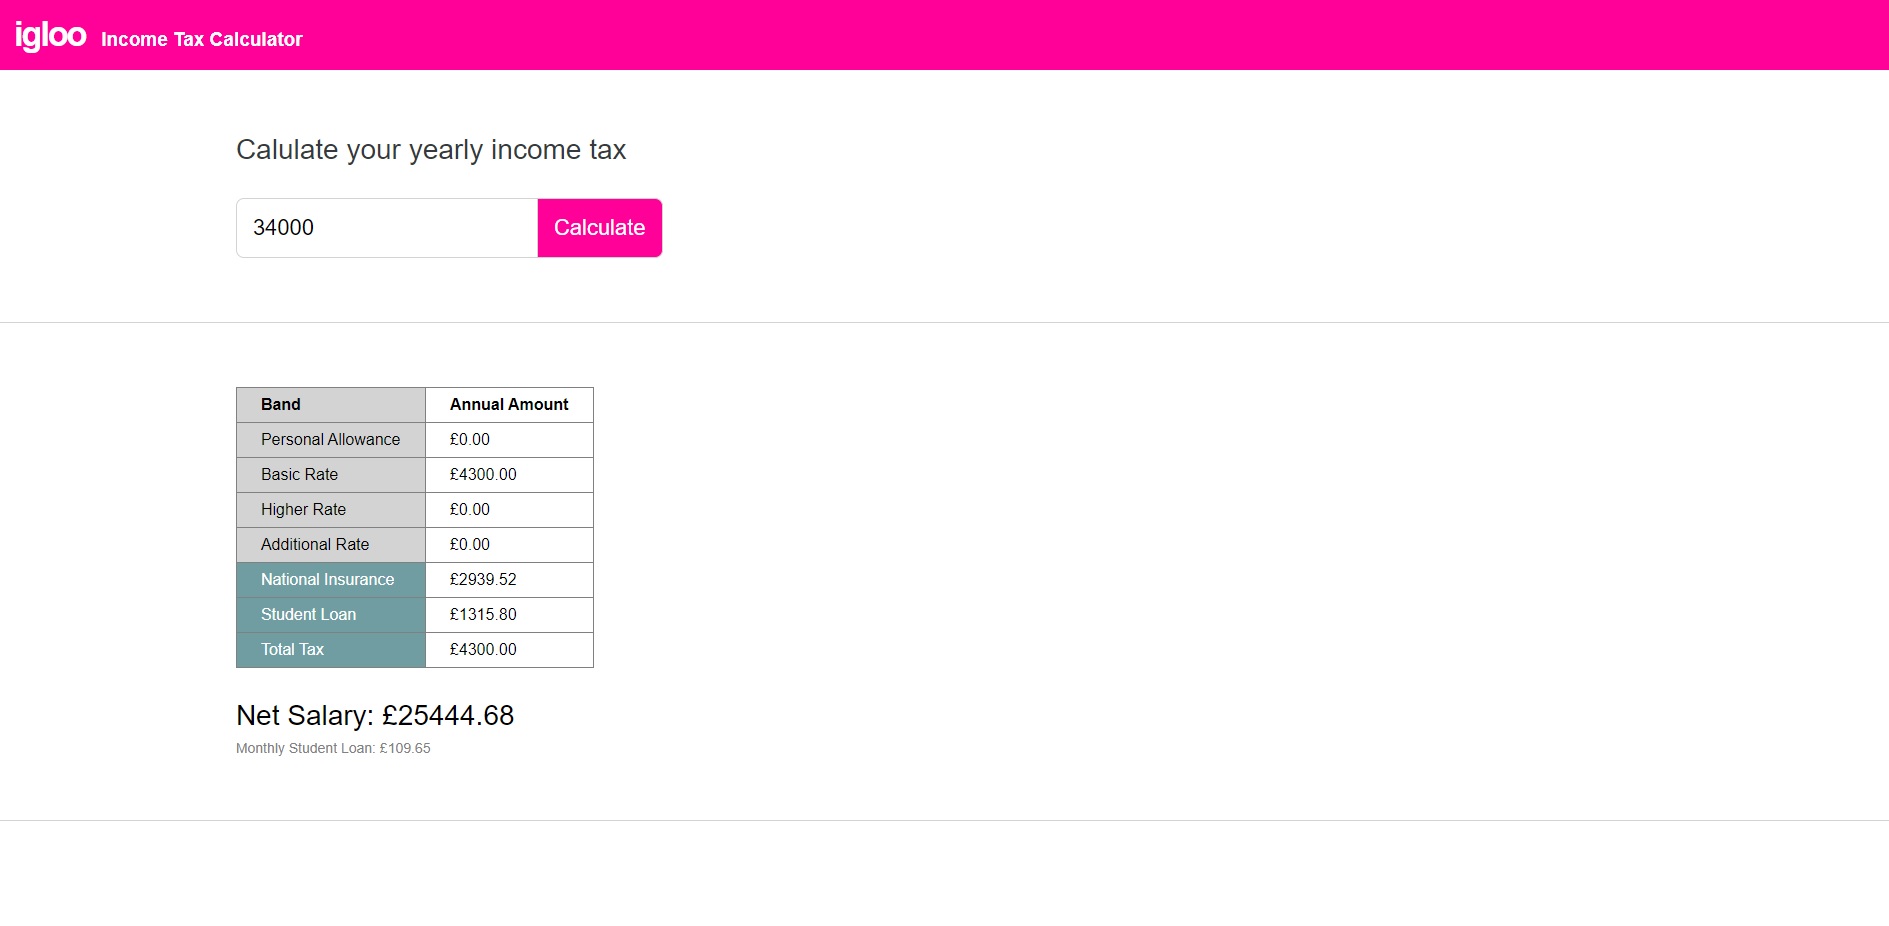 igloo Income Tax Calculator
Calulate your yearly income tax
34000 Calculate
Band Annual Amount
Personal Allowance £0.00
Basic Rate £4300.00
Higher Rate £0.00
Additional Rate £0.00
National Insurance £2939.52
Student Loan £1315.80
Total Tax £4300.00
Net Salary: £25444.68
Monthly Student Loan: £109.65